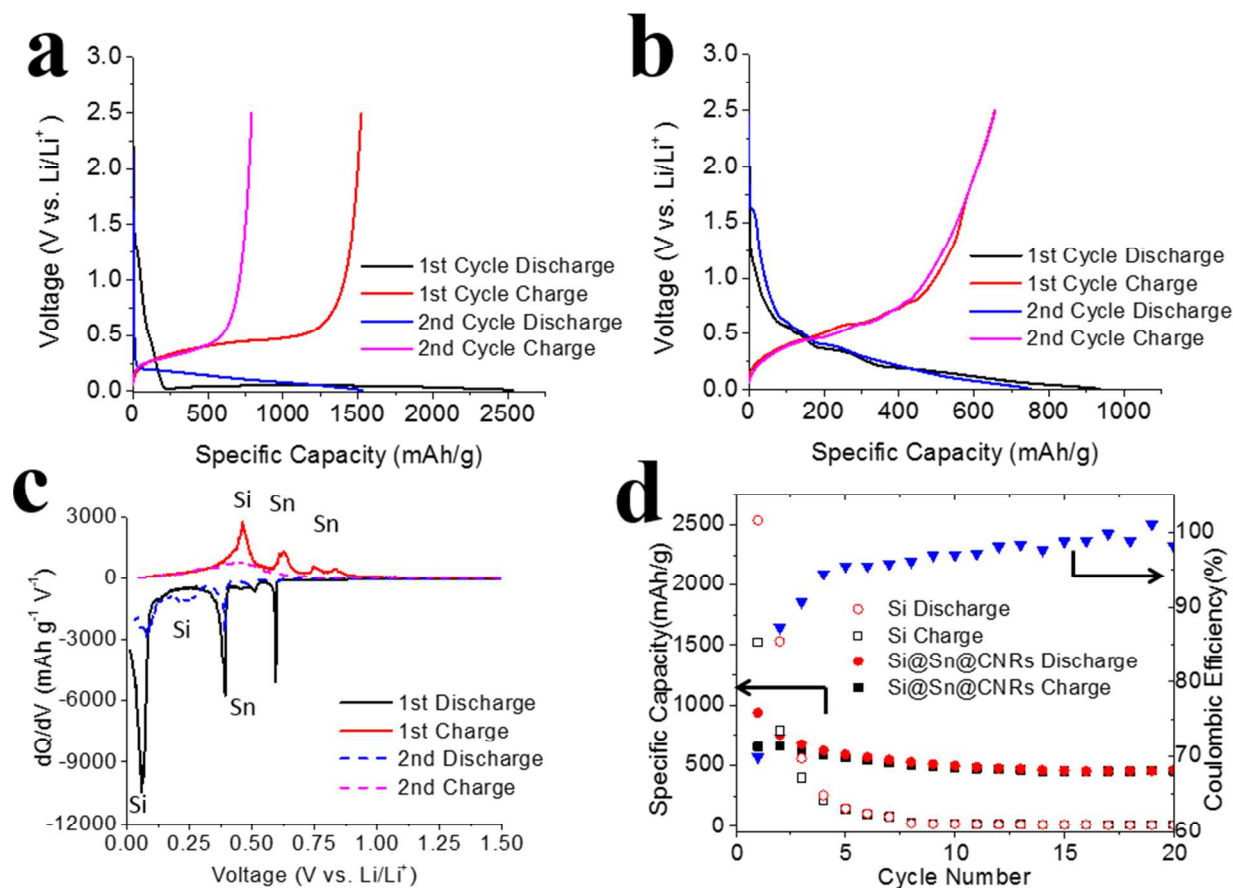 a
3.0
2.5
2.0
1.5
1.0
0.5
0.0
Voltage (V vs. Li/Li⁺)
1st Cycle Discharge
1st Cycle Charge
2nd Cycle Discharge
2nd Cycle Charge
0 500 1000 1500 2000 2500
Specific Capacity (mAh/g)
b
3.0
2.5
2.0
1.5
1.0
0.5
0.0
Voltage (V vs. Li/Li⁺)
1st Cycle Discharge
1st Cycle Charge
2nd Cycle Discharge
2nd Cycle Charge
0 200 400 600 800 1000
Specific Capacity (mAh/g)
c
3000
0
-3000
-6000
-9000
-12000
dQ/dV (mAh g⁻¹ V⁻¹)
Si
Sn
Sn
Si
Sn
Si
1st Discharge
1st Charge
2nd Discharge
2nd Charge
0.00 0.25 0.50 0.75 1.00 1.25 1.50
Voltage (V vs. Li/Li⁺)
d
2500
2000
1500
1000
500
0
Specific Capacity(mAh/g)
Si Discharge
Si Charge
Si@Sn@CNRs Discharge
Si@Sn@CNRs Charge
100
90
80
70
60
Coulombic Efficiency(%)
0 5 10 15 20
Cycle Number